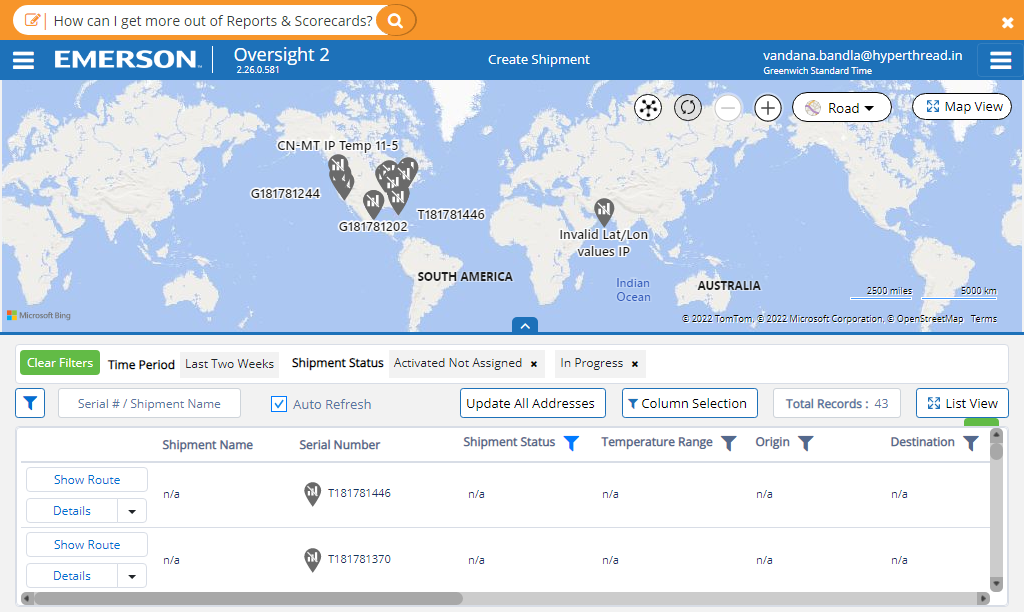 How can I get more out of Reports & Scorecards?
EMERSON
Oversight 2
2.26.0.581
Create Shipment
vandana.bandla@hyperthread.in
Greenwich Standard Time
Road
Map View
CN-MT IP Temp 11-5
G181781244
T181781446
G181781202
Invalid Lat/Lon
values IP
SOUTH AMERICA
Indian
Ocean
AUSTRALIA
2500 miles
5000 km
Microsoft Bing
© 2022 TomTom, © 2022 Microsoft Corporation, © OpenStreetMap Terms
Clear Filters
Time Period
Last Two Weeks
Shipment Status
Activated Not Assigned
In Progress
Serial # / Shipment Name
Auto Refresh
Update All Addresses
Column Selection
Total Records : 43
List View
Shipment Name
Serial Number
Shipment Status
Temperature Range
Origin
Destination
Show Route
Details
n/a
T181781446
n/a
n/a
n/a
n/a
Show Route
Details
n/a
T181781370
n/a
n/a
n/a
n/a